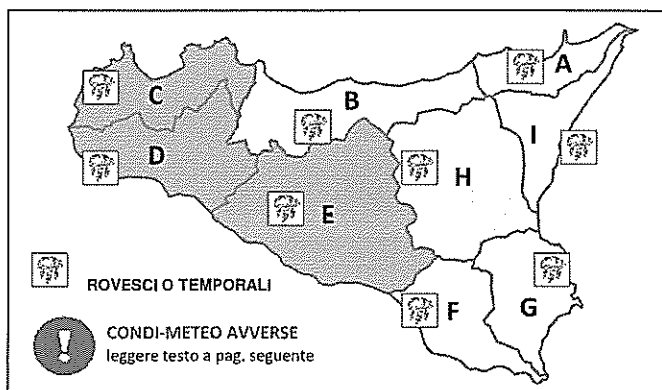 A
B
C
I
D
H
E
ROVESCI O TEMPORALI
F
G
CONDI-METEO AVVERSE
leggere testo a pag. seguente